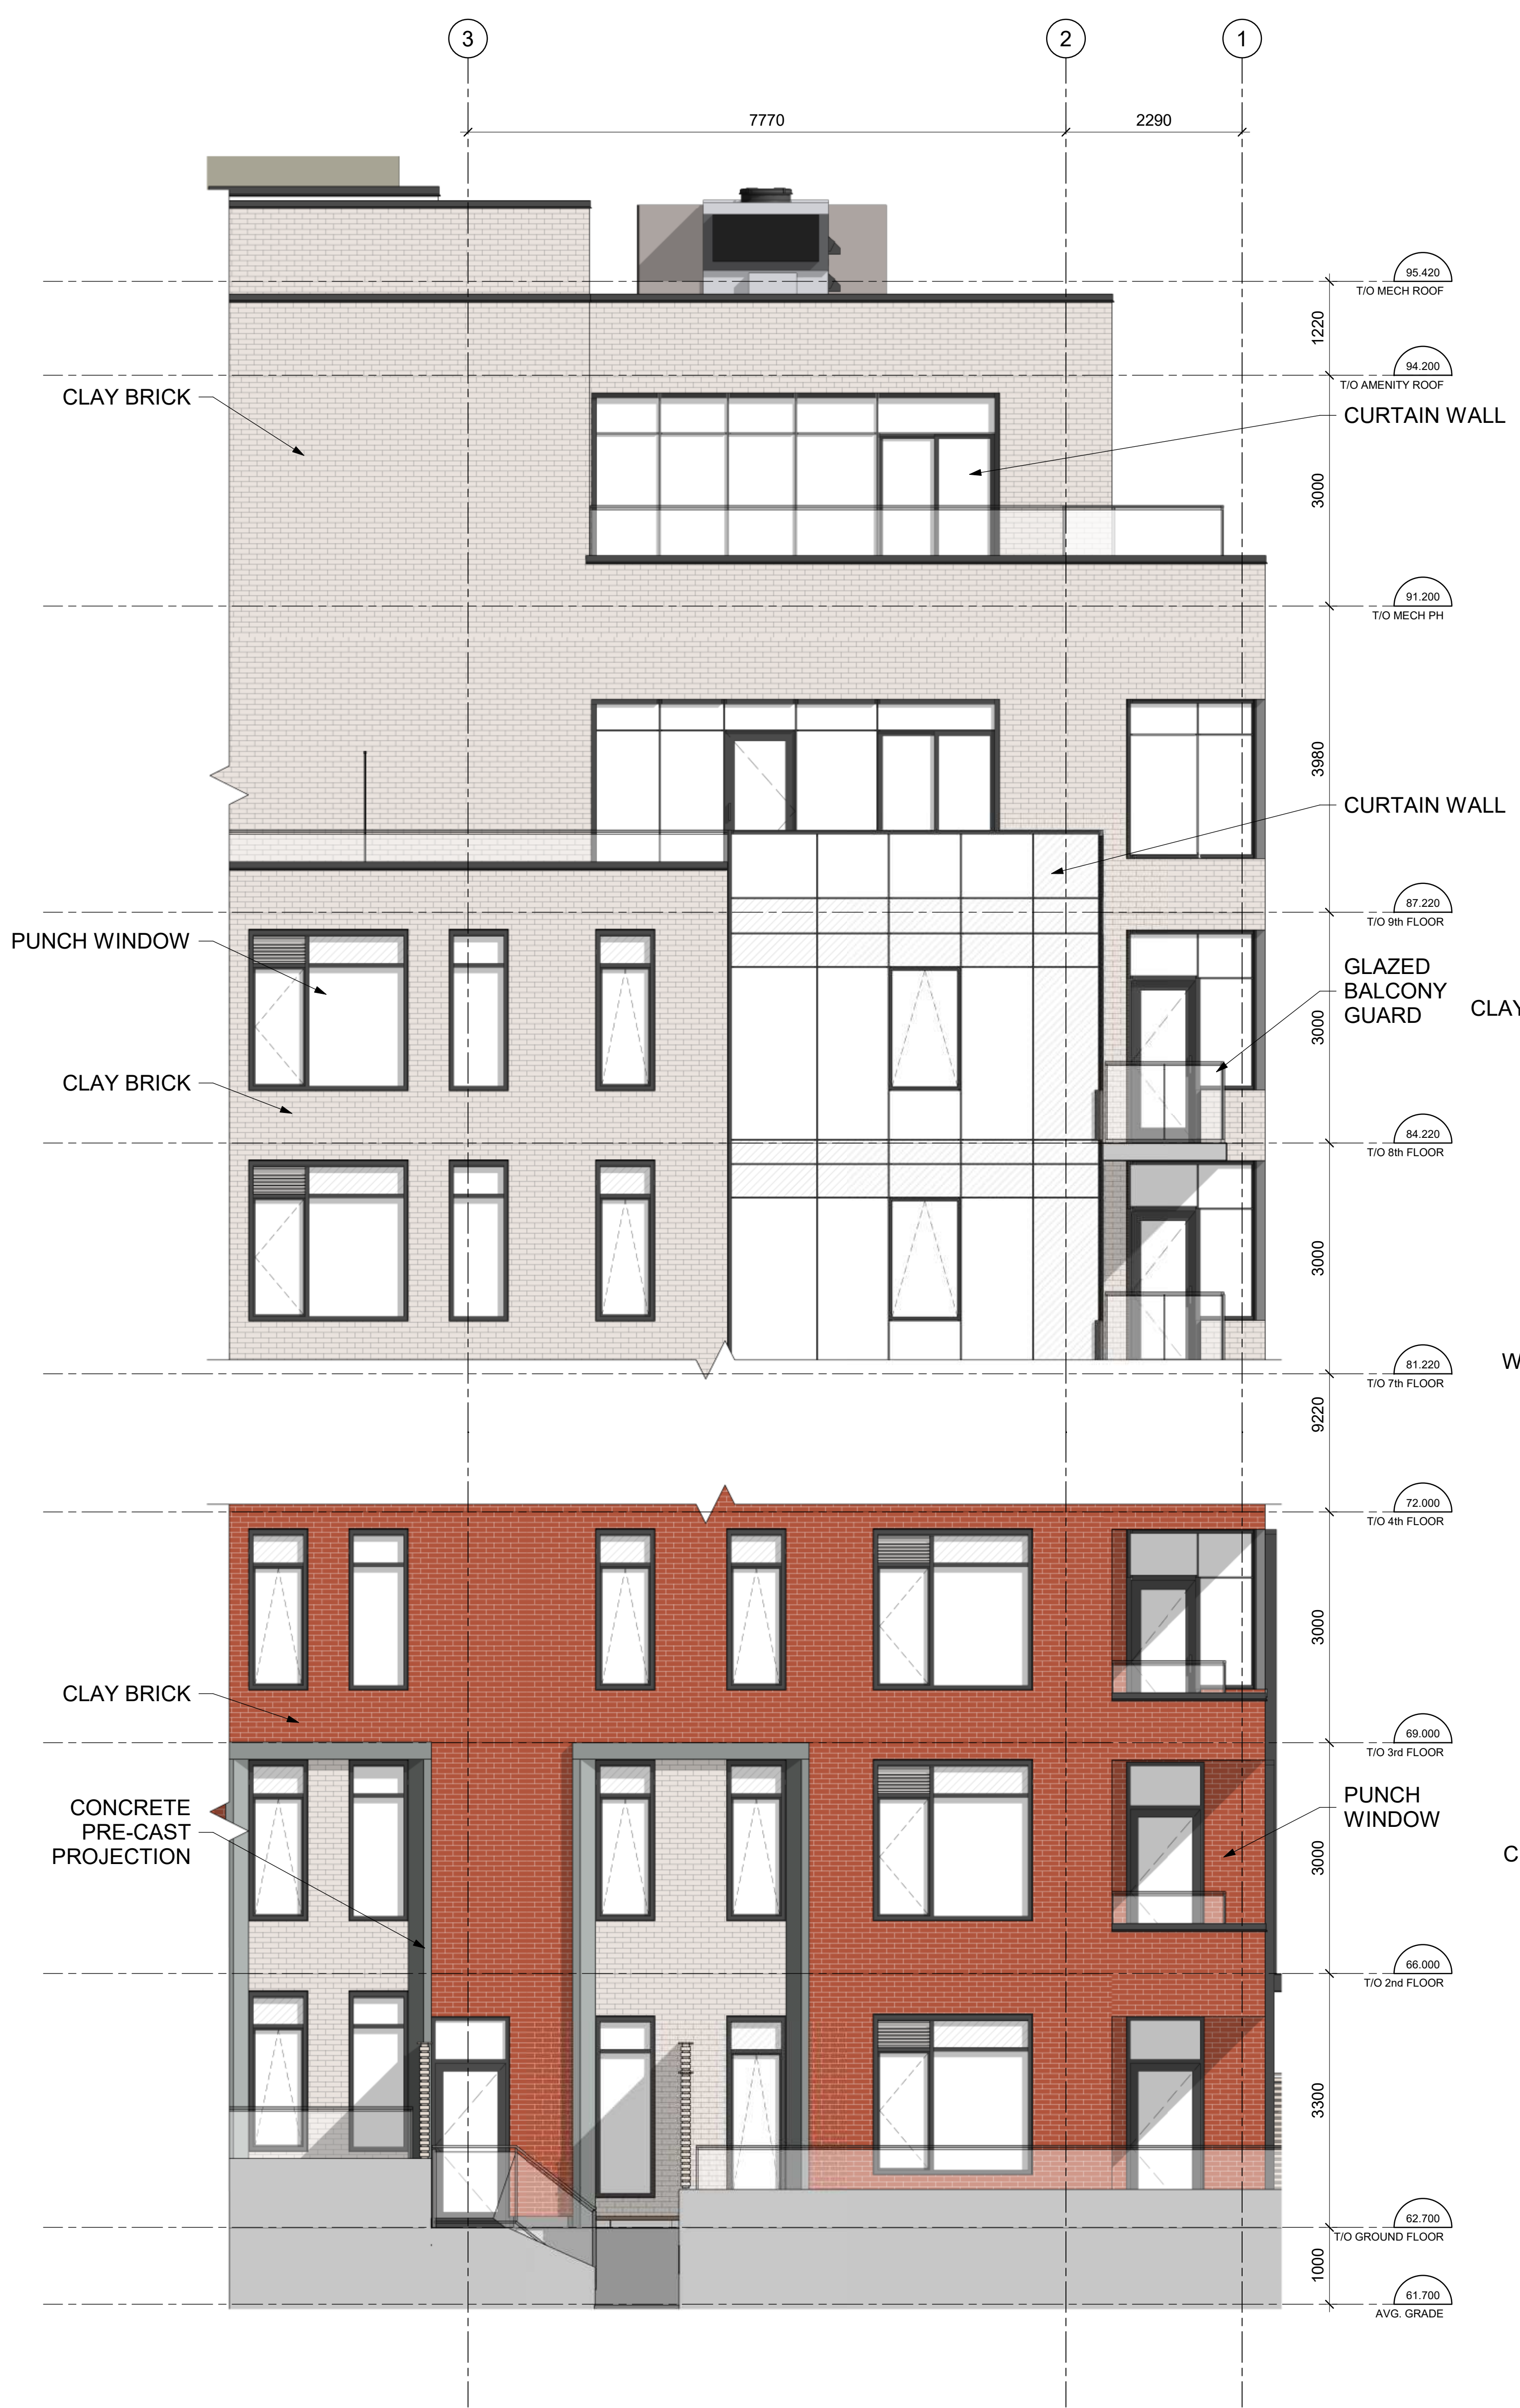 3
2
1
7770
2290
95.420
T/O MECH ROOF
1220
94.200
T/O AMENITY ROOF
CLAY BRICK
CURTAIN WALL
3000
91.200
T/O MECH PH
3980
CURTAIN WALL
87.220
T/O 9th FLOOR
PUNCH WINDOW
GLAZED
BALCONY
GUARD
CLAY
3000
CLAY BRICK
84.220
T/O 8th FLOOR
3000
81.220
T/O 7th FLOOR
W
9220
72.000
T/O 4th FLOOR
3000
CLAY BRICK
69.000
T/O 3rd FLOOR
CONCRETE
PRE-CAST
PROJECTION
PUNCH
WINDOW
3000
C
66.000
T/O 2nd FLOOR
3300
62.700
T/O GROUND FLOOR
1000
61.700
AVG. GRADE